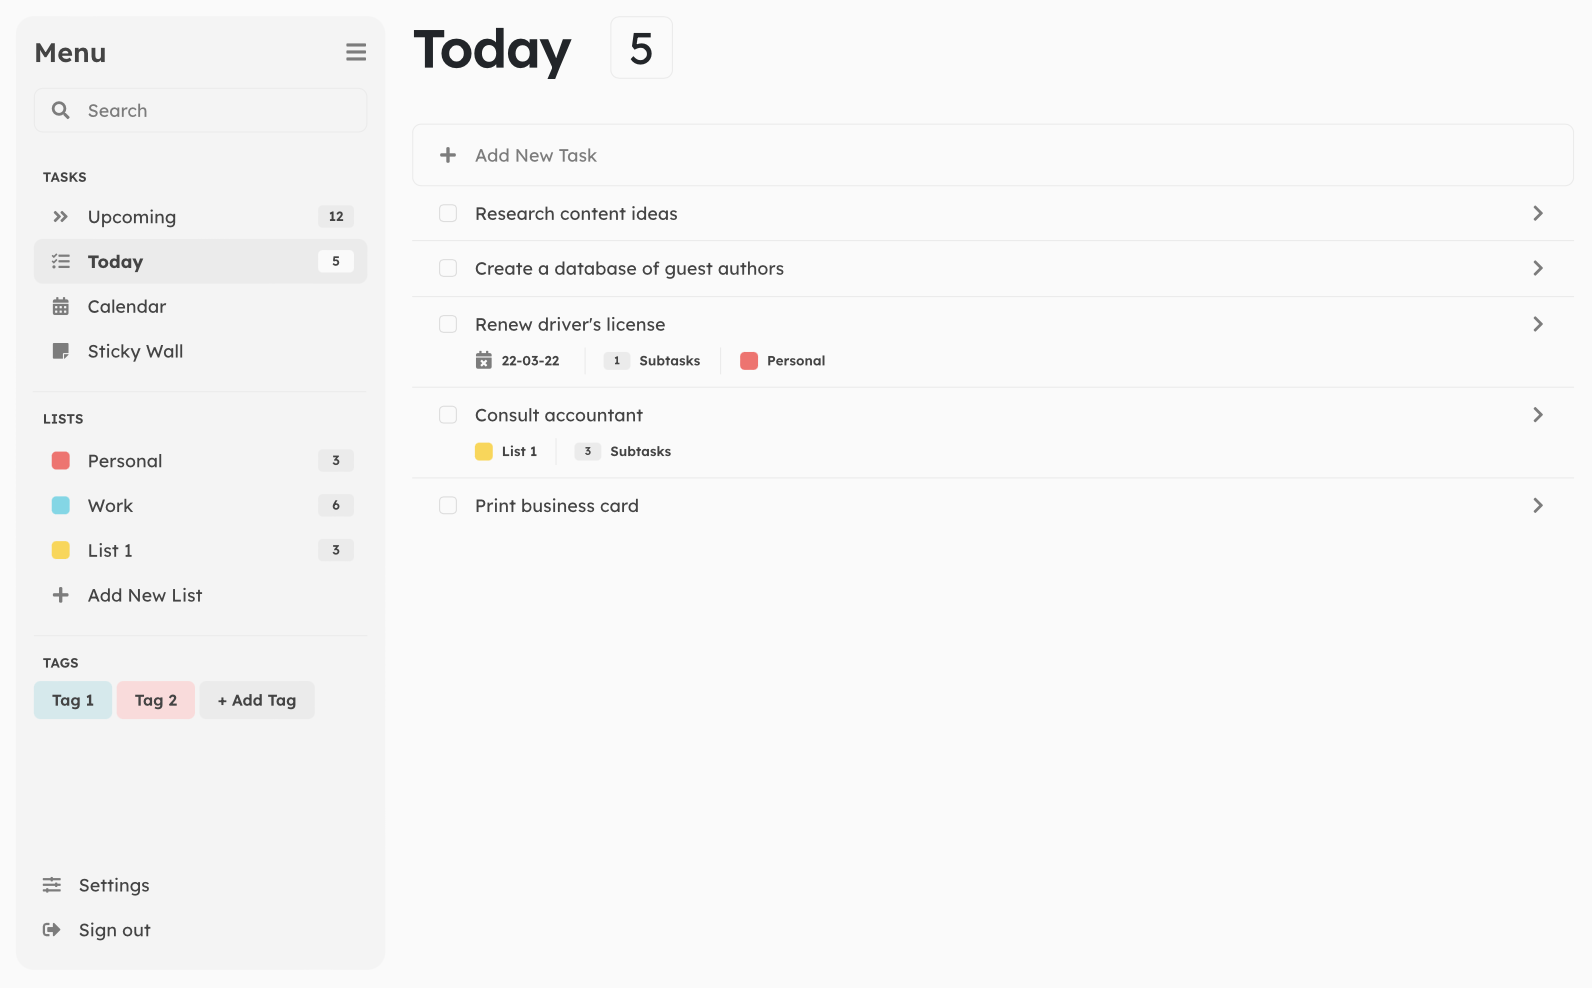 Menu
Search
TASKS
Upcoming 12
Today 5
Calendar
Sticky Wall
LISTS
Personal 3
Work 6
List 1 3
+ Add New List
TAGS
Tag 1 Tag 2 + Add Tag
Settings
Sign out
Today 5
+ Add New Task
Research content ideas
Create a database of guest authors
Renew driver's license
22-03-22 1 Subtasks Personal
Consult accountant
List 1 3 Subtasks
Print business card